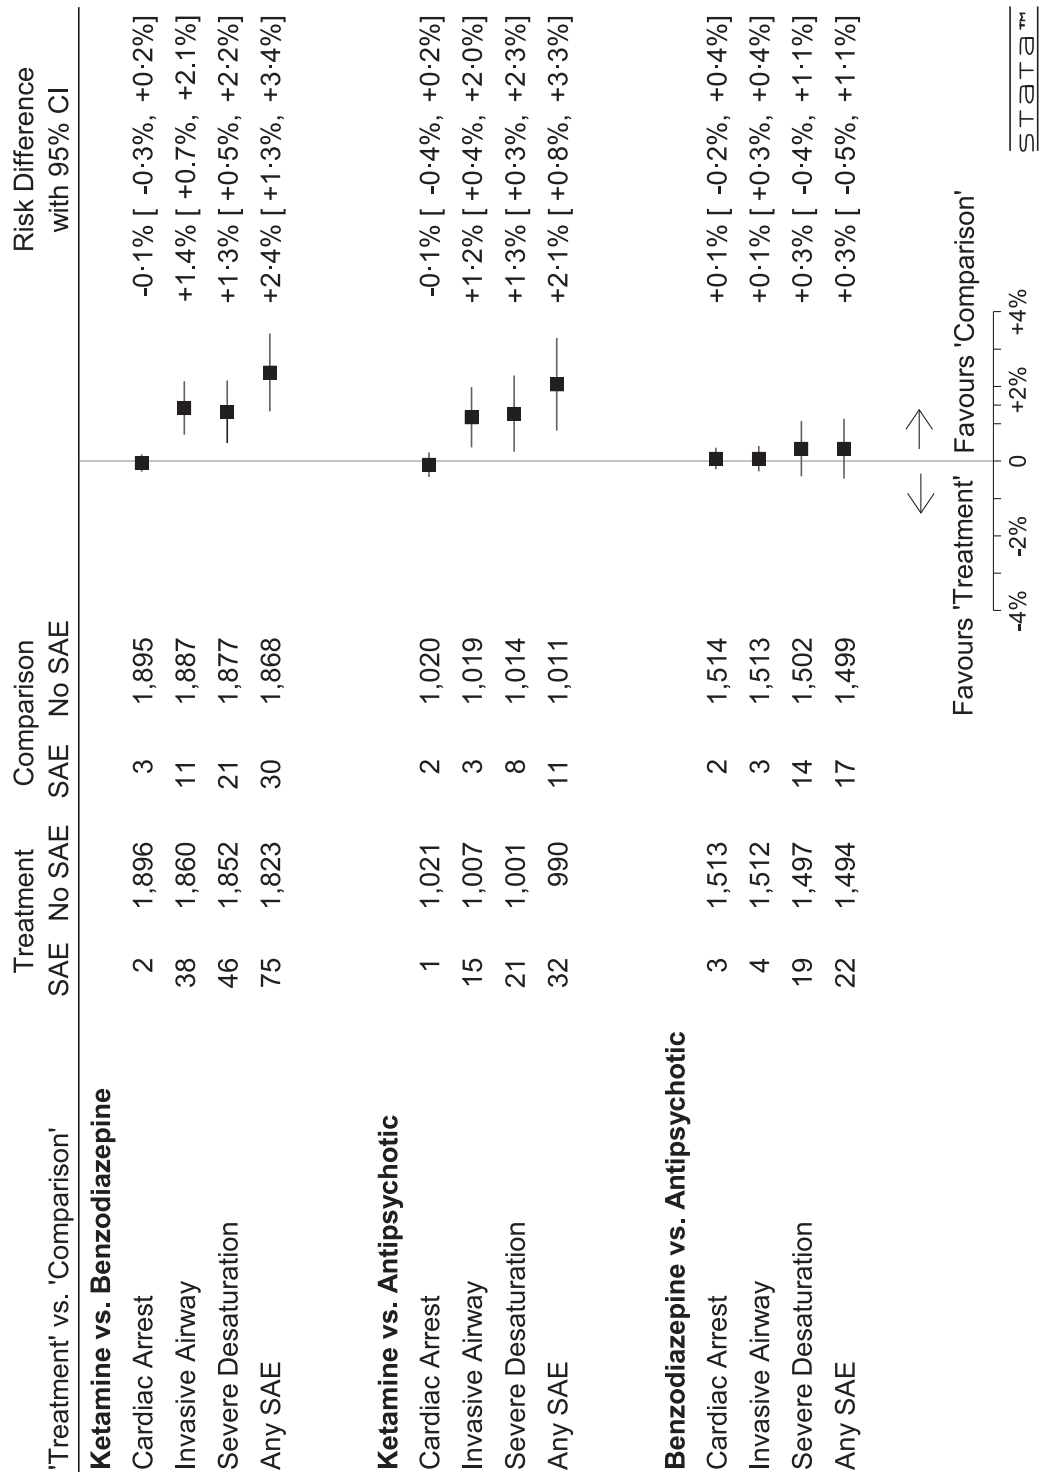 Treatment Comparison Risk Difference
'Treatment' vs. 'Comparison' SAE No SAE SAE No SAE with 95% CI
Ketamine vs. Benzodiazepine
Cardiac Arrest 2 1,896 3 1,895 -0·1% [ -0·3%, +0·2%]
Invasive Airway 38 1,860 11 1,887 +1.4% [ +0.7%, +2.1%]
Severe Desaturation 46 1,852 21 1,877 +1·3% [ +0·5%, +2·2%]
Any SAE 75 1,823 30 1,868 +2·4% [ +1·3%, +3·4%]
Ketamine vs. Antipsychotic
Cardiac Arrest 1 1,021 2 1,020 -0·1% [ -0·4%, +0·2%]
Invasive Airway 15 1,007 3 1,019 +1·2% [ +0·4%, +2·0%]
Severe Desaturation 21 1,001 8 1,014 +1·3% [ +0·3%, +2·3%]
Any SAE 32 990 11 1,011 +2·1% [ +0·8%, +3·3%]
Benzodiazepine vs. Antipsychotic
Cardiac Arrest 3 1,513 2 1,514 +0·1% [ -0·2%, +0·4%]
Invasive Airway 4 1,512 3 1,513 +0·1% [ +0·3%, +0·4%]
Severe Desaturation 19 1,497 14 1,502 +0·3% [ -0·4%, +1·1%]
Any SAE 22 1,494 17 1,499 +0·3% [ -0·5%, +1·1%]
Favours 'Treatment' Favours 'Comparison'
-4% -2% 0 +2% +4%
STATA™